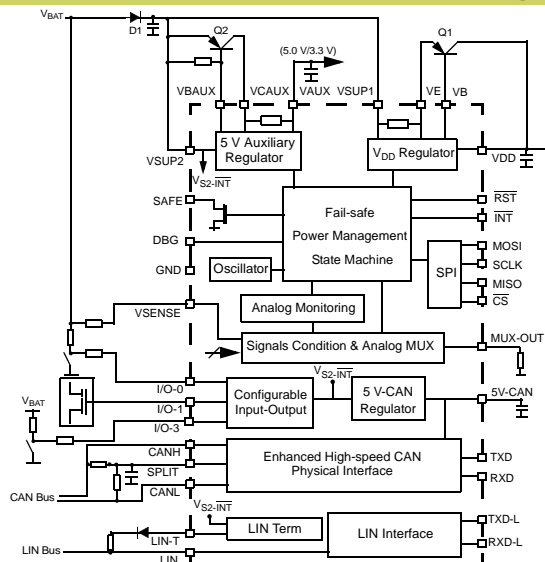 VBAT
D1
Q2
(5.0 V/3.3 V)
Q1
VBAUX
VCAUX
VAUX
VSUP1
VE
VB
VSUP2
5 V Auxiliary
Regulator
VDD Regulator
VDD
VS2-INT
SAFE
Fail-safe
Power Management
State Machine
RST
INT
DBG
MOSI
SCLK
MISO
CS
SPI
GND
Oscillator
VSENSE
Analog Monitoring
Signals Condition & Analog MUX
MUX-OUT
VS2-INT
I/O-0
Configurable
Input-Output
5 V-CAN
Regulator
5V-CAN
VBAT
I/O-1
I/O-3
CANH
SPLIT
CANL
CAN Bus
Enhanced High-speed CAN
Physical Interface
TXD
RXD
VS2-INT
LIN Term
LIN Interface
TXD-L
RXD-L
LIN-T
LIN Bus
LIN